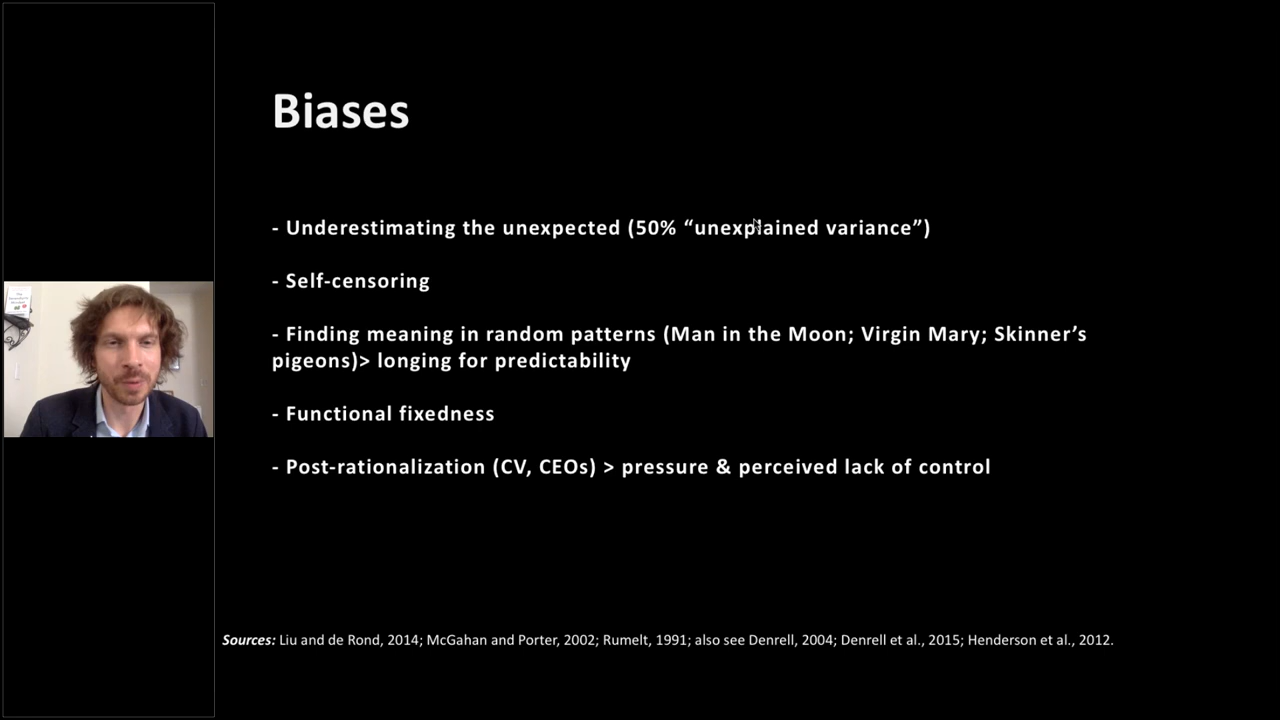 Biases
- Underestimating the unexpected (50% “unexplained variance”)
- Self-censoring
- Finding meaning in random patterns (Man in the Moon; Virgin Mary; Skinner’s
pigeons)> longing for predictability
- Functional fixedness
- Post-rationalization (CV, CEOs) > pressure & perceived lack of control
Sources: Liu and de Rond, 2014; McGahan and Porter, 2002; Rumelt, 1991; also see Denrell, 2004; Denrell et al., 2015; Henderson et al., 2012.